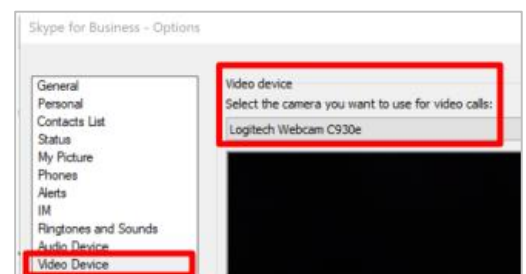 Skype for Business - Options
General
Personal
Contacts List
Status
My Picture
Phones
Alerts
IM
Ringtones and Sounds
Audio Device
Video Device
Video device
Select the camera you want to use for video calls:
Logitech Webcam C930e